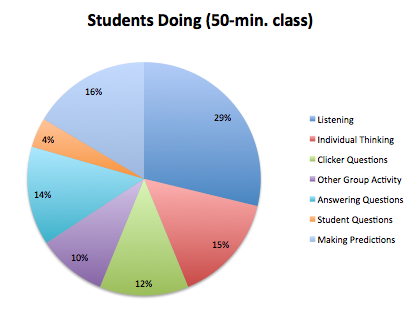 Students Doing (50-min. class)
16%
29%
4%
14%
15%
10%
12%
Listening
Individual Thinking
Clicker Questions
Other Group Activity
Answering Questions
Student Questions
Making Predictions